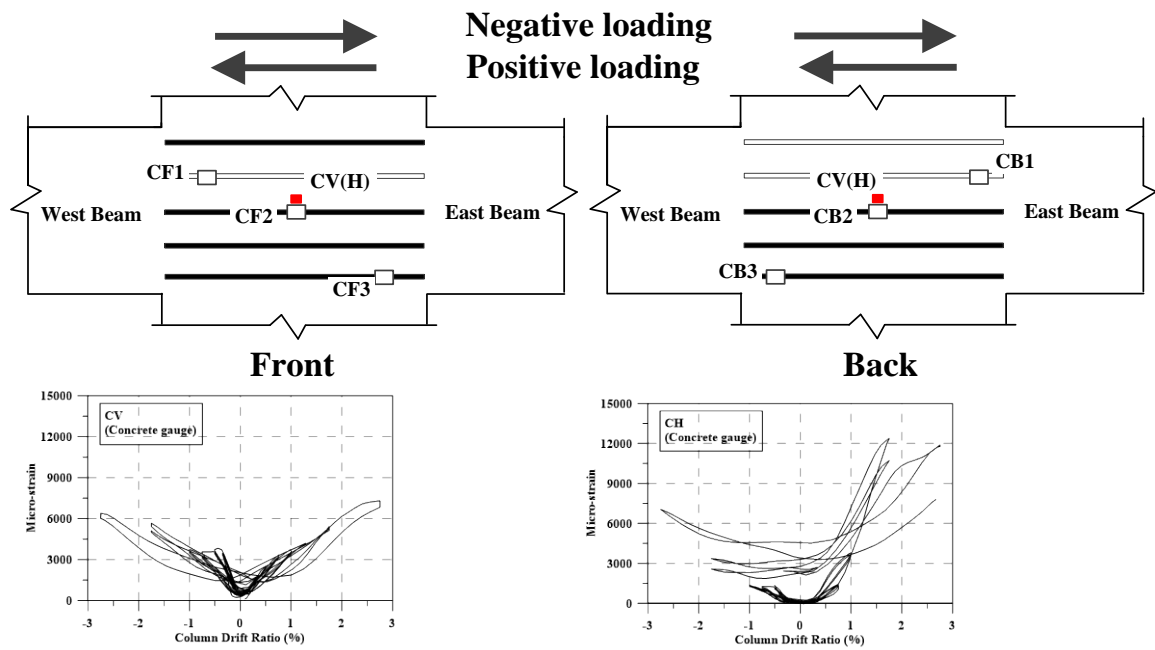 Negative loading
Positive loading
CF1
CV(H)
West Beam
CF2
East Beam
CF3
CB1
CV(H)
West Beam
CB2
East Beam
CB3
Front
Back
15000
12000
9000
6000
3000
0
Micro-strain
CV
(Concrete gauge)
-3 -2 -1 0 1 2 3
Column Drift Ratio (%)
15000
12000
9000
6000
3000
0
Micro-strain
CH
(Concrete gauge)
-3 -2 -1 0 1 2 3
Column Drift Ratio (%)